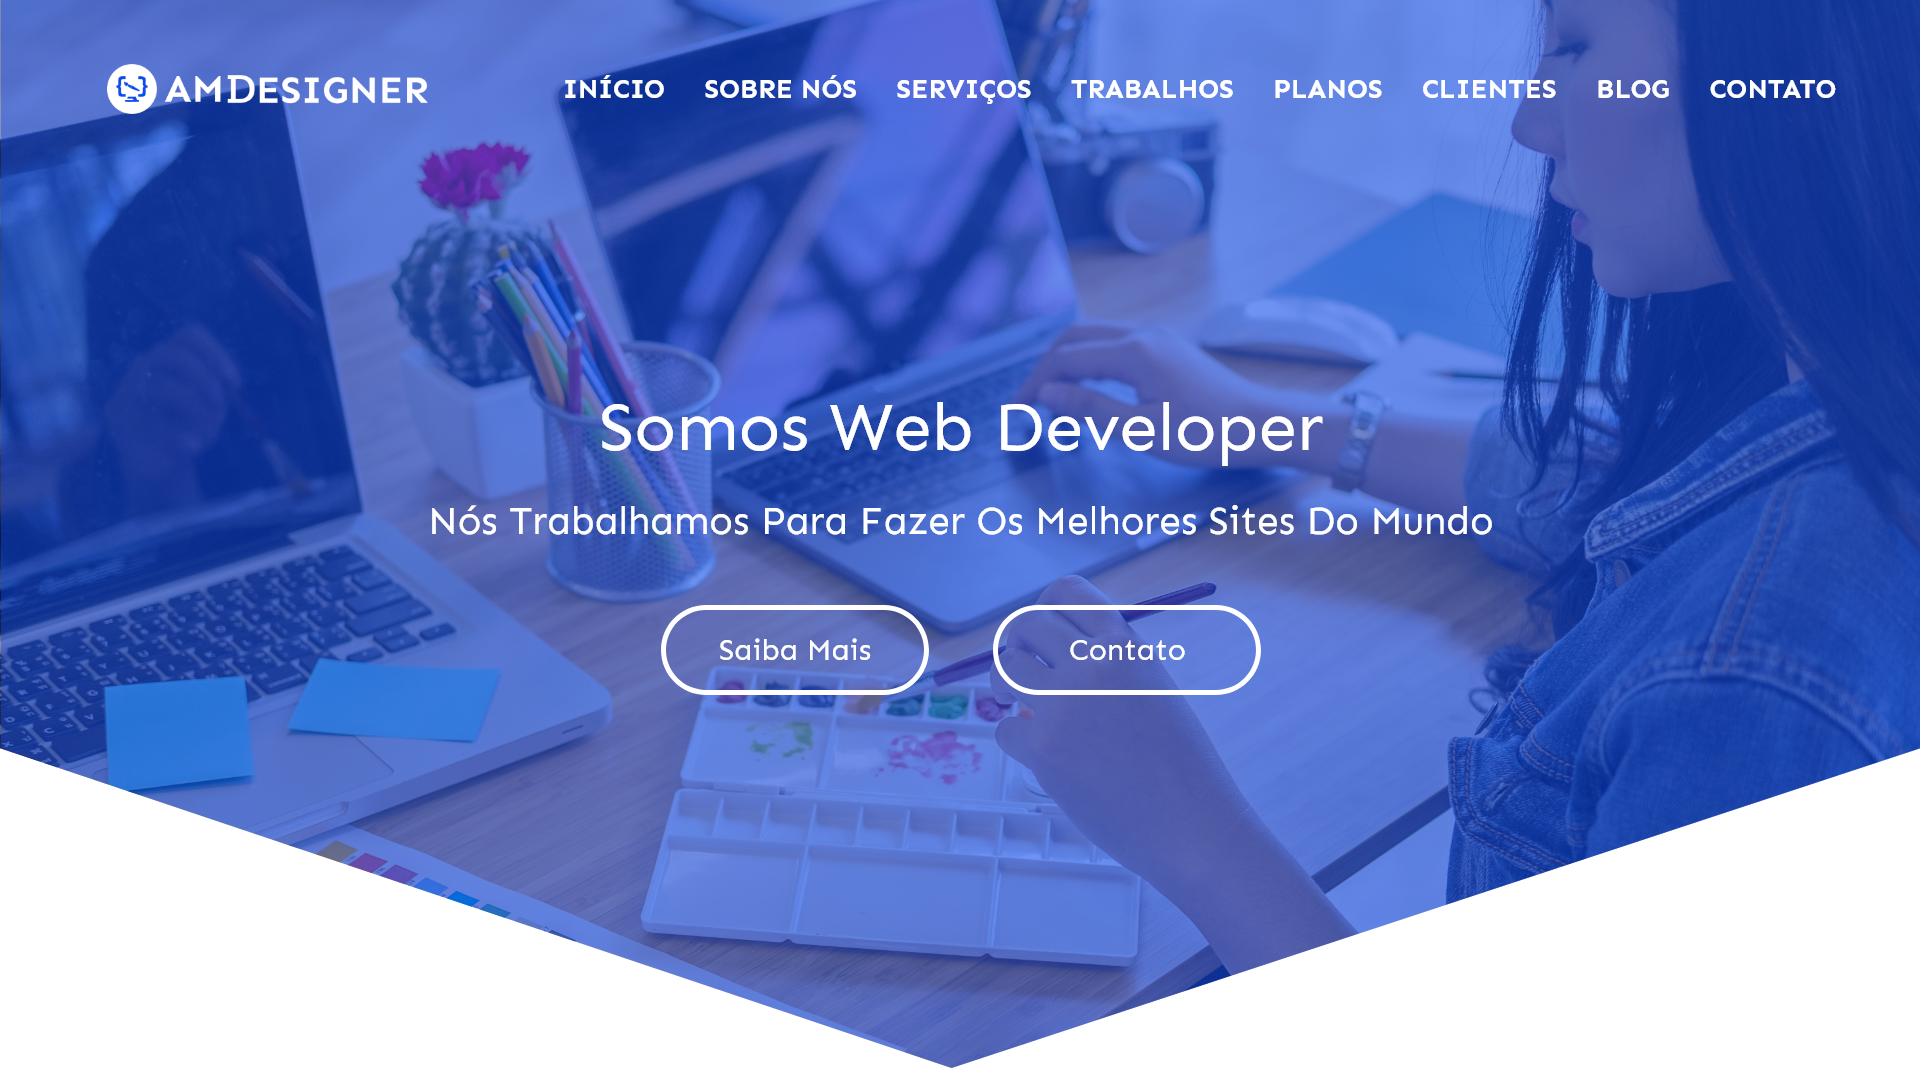 AMDESIGNER
INÍCIO SOBRE NÓS SERVIÇOS TRABALHOS PLANOS CLIENTES BLOG CONTATO
Somos Web Developer
Nós Trabalhamos Para Fazer Os Melhores Sites Do Mundo
Saiba Mais Contato